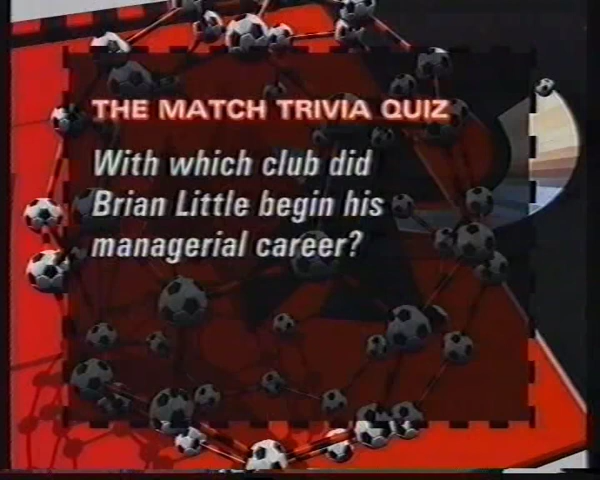 THE MATCH TRIVIA QUIZ
With which club did
Brian Little begin his
managerial career?